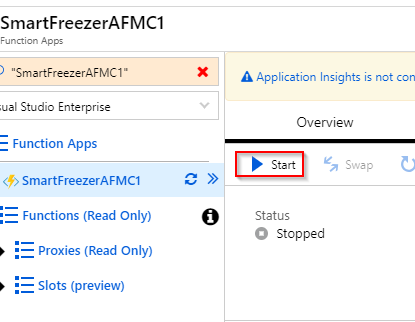 SmartFreezerAFMC1
Function Apps
"SmartFreezerAFMC1"
sual Studio Enterprise
Function Apps
SmartFreezerAFMC1
Functions (Read Only)
Proxies (Read Only)
Slots (preview)
Application Insights is not con
Overview
Start
Swap
Status
Stopped